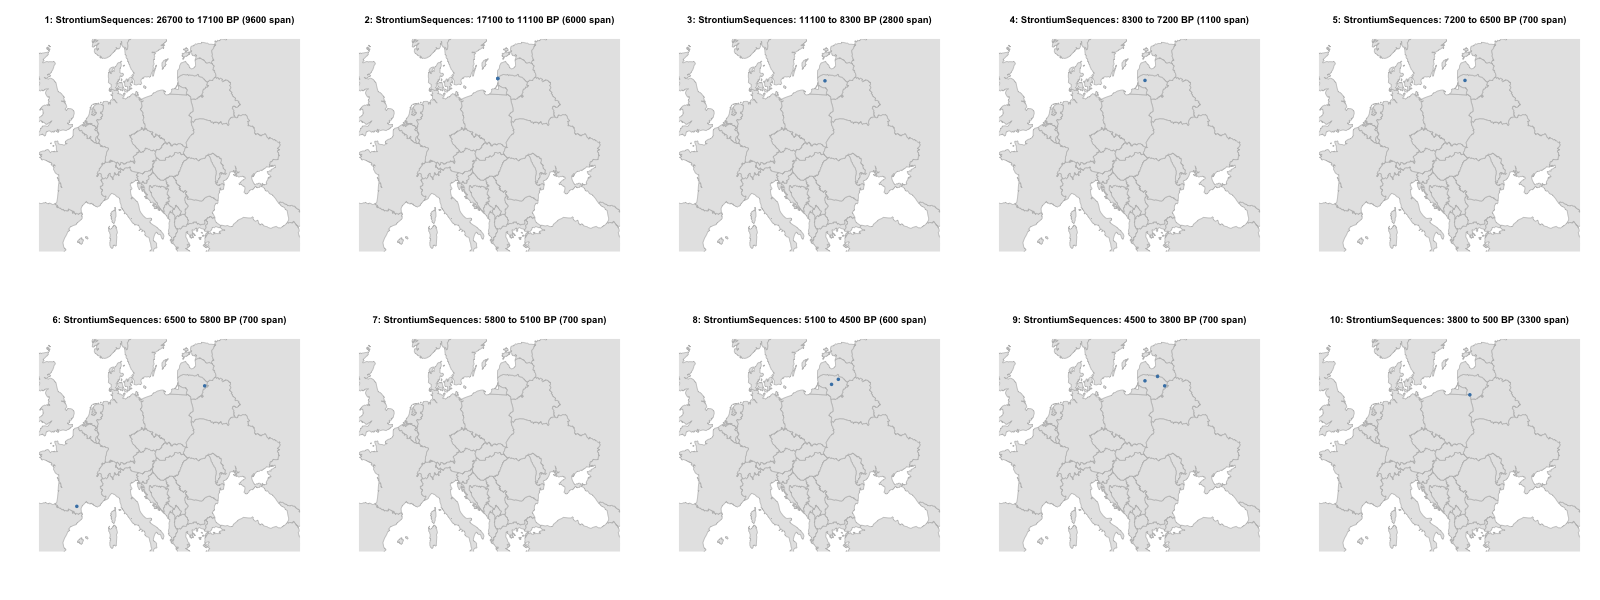 1: StrontiumSequences: 26700 to 17100 BP (9600 span)
2: StrontiumSequences: 17100 to 11100 BP (6000 span)
3: StrontiumSequences: 11100 to 8300 BP (2800 span)
4: StrontiumSequences: 8300 to 7200 BP (1100 span)
5: StrontiumSequences: 7200 to 6500 BP (700 span)
6: StrontiumSequences: 6500 to 5800 BP (700 span)
7: StrontiumSequences: 5800 to 5100 BP (700 span)
8: StrontiumSequences: 5100 to 4500 BP (600 span)
9: StrontiumSequences: 4500 to 3800 BP (700 span)
10: StrontiumSequences: 3800 to 500 BP (3300 span)